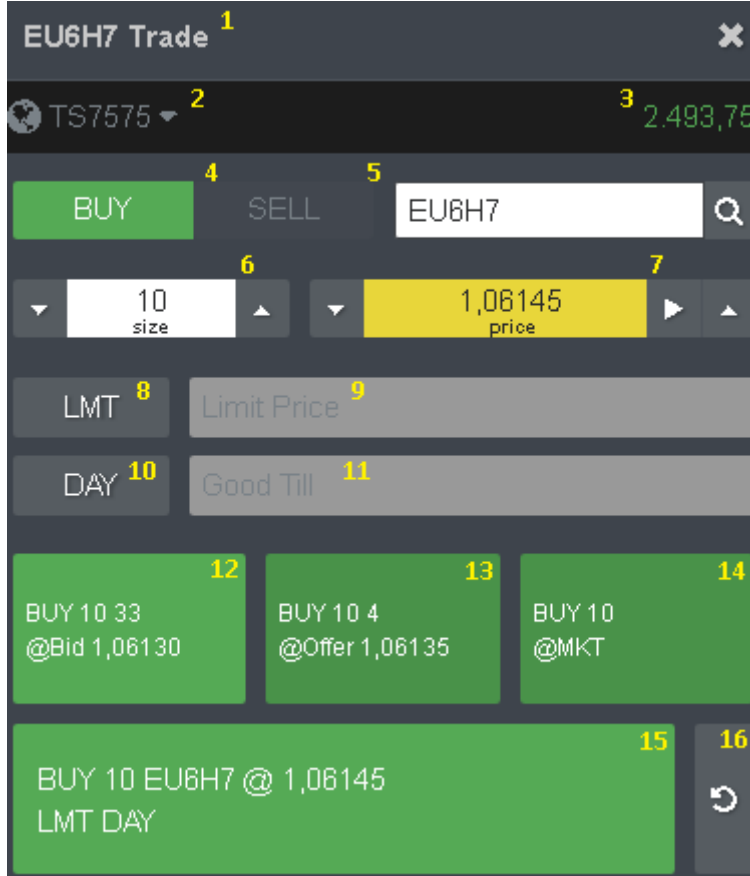 EU6H7 Trade 1
TS7575 2
3 2.493,75
4
5
BUY SELL EU6H7
6
7
10
size
1,06145
price
LMT 8 Limit Price 9
DAY 10 Good Till 11
12
BUY 10 33
@Bid 1,06130
13
BUY 10 4
@Offer 1,06135
14
BUY 10
@MKT
15
BUY 10 EU6H7 @ 1,06145
LMT DAY
16